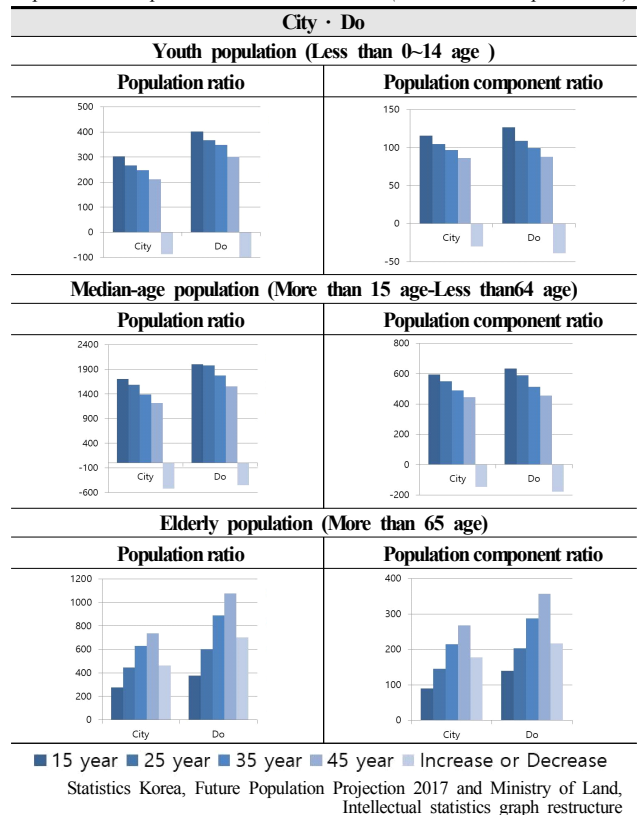 City · Do
Youth population (Less than 0~14 age )
Population ratio Population component ratio
500
400
300
200
100
0
-100
City Do
150
100
50
0
-50
City Do
Median-age population (More than 15 age-Less than64 age)
Population ratio Population component ratio
2400
1900
1400
900
400
-100
-600
City Do
800
600
400
200
0
-200
City Do
Elderly population (More than 65 age)
Population ratio Population component ratio
1200
1000
800
600
400
200
0
City Do
400
300
200
100
0
City Do
15 year 25 year 35 year 45 year Increase or Decrease
Statistics Korea, Future Population Projection 2017 and Ministry of Land,
Intellectual statistics graph restructure